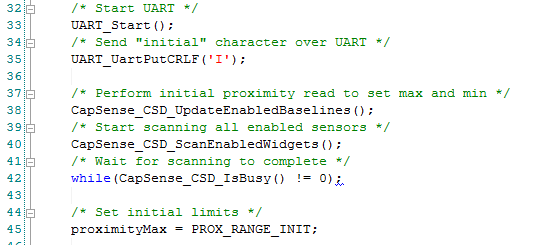 32 /* Start UART */
33 UART_Start();
34 /* Send "initial" character over UART */
35 UART_UartPutCRLF('I');
36
37 /* Perform initial proximity read to set max and min */
38 CapSense_CSD_UpdateEnabledBaselines();
39 /* Start scanning all enabled sensors */
40 CapSense_CSD_ScanEnabledWidgets();
41 /* Wait for scanning to complete */
42 while(CapSense_CSD_IsBusy() != 0);
43
44 /* Set initial limits */
45 proximityMax = PROX_RANGE_INIT;